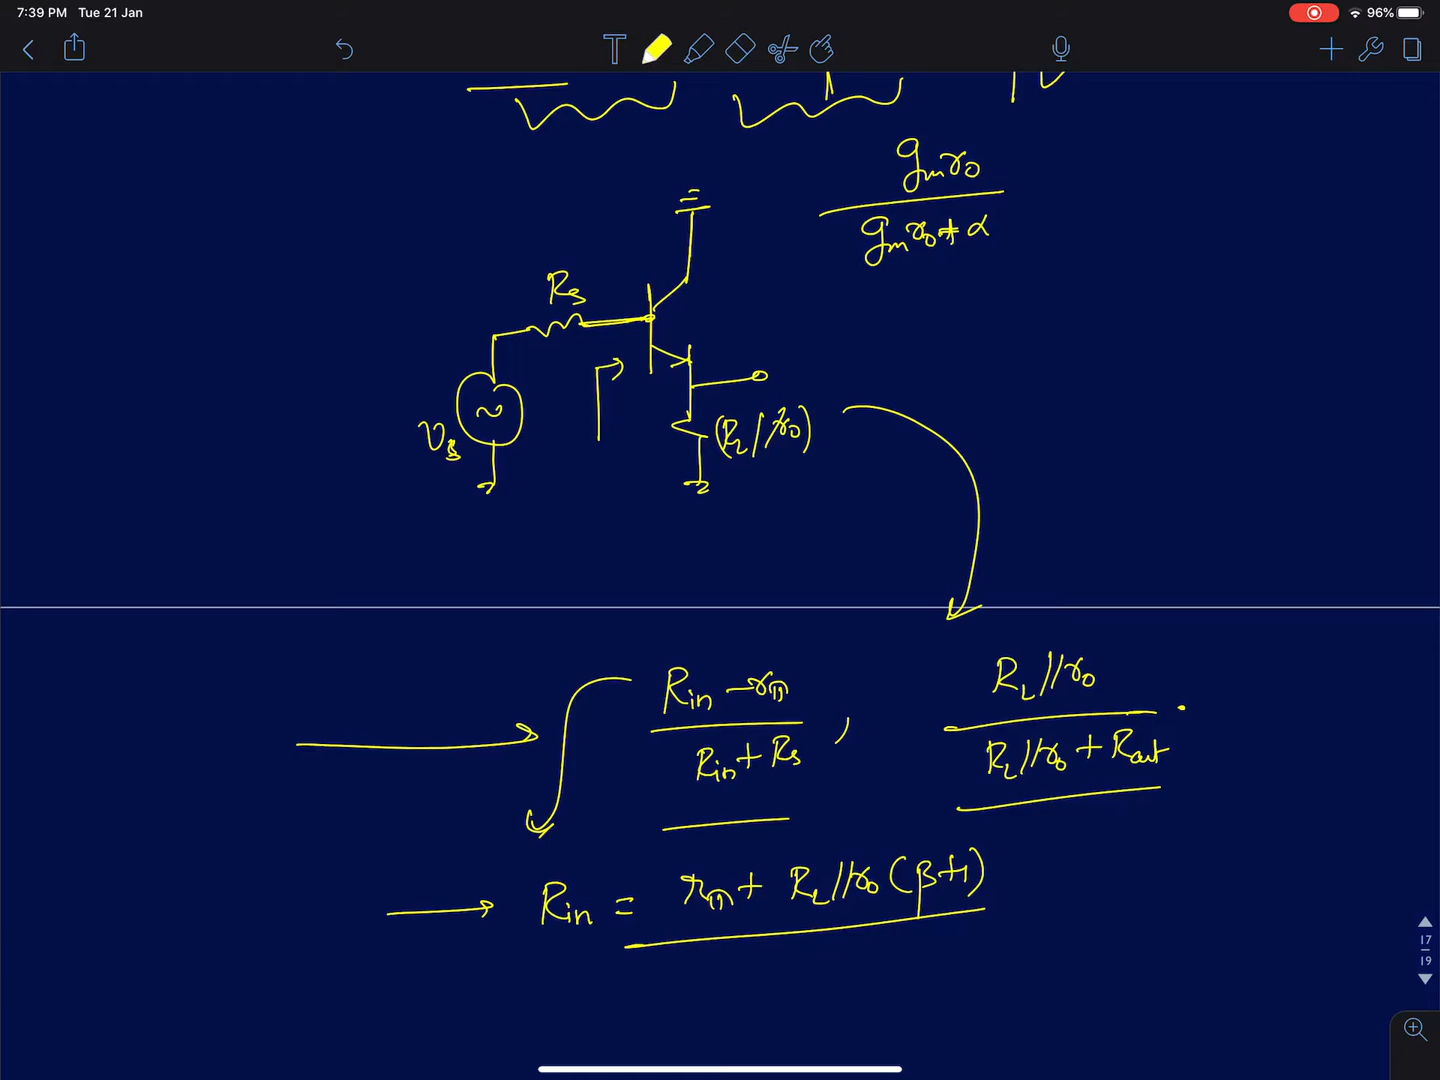 7:39 PM Tue 21 Jan
96%
T
gmro
gmro + α
Rs
vs
(RL//ro)
Rin − rπ
Rin + Rs
,
RL//ro
RL//ro + Rout
.
Rin = rπ + RL//ro (β+1)
17
19